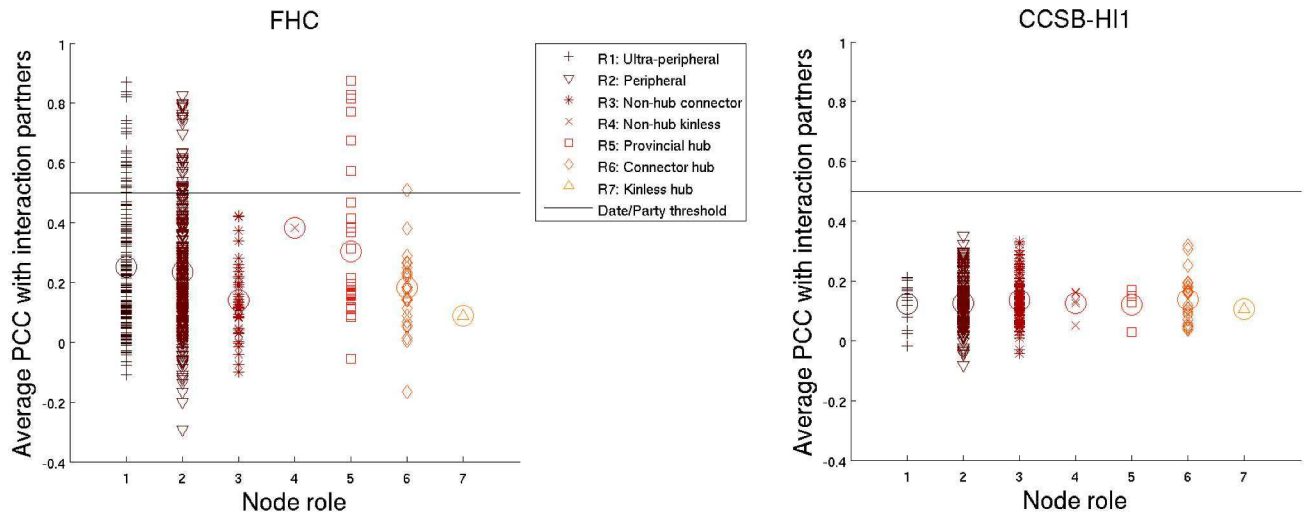 FHC
Average PCC with interaction partners
1
0.8
0.6
0.4
0.2
0
-0.2
-0.4
1 2 3 4 5 6 7
Node role
R1: Ultra-peripheral
R2: Peripheral
R3: Non-hub connector
R4: Non-hub kinless
R5: Provincial hub
R6: Connector hub
R7: Kinless hub
Date/Party threshold
CCSB-HI1
Average PCC with interaction partners
1
0.8
0.6
0.4
0.2
0
-0.2
-0.4
1 2 3 4 5 6 7
Node role